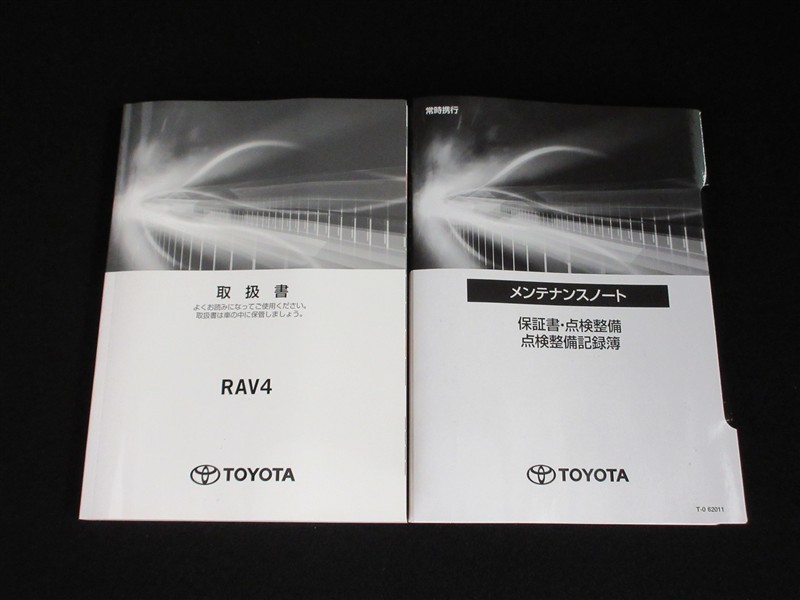 取扱書
よくお読みになってご使用ください。
取扱書は車の中に保管しましょう。
RAV4
TOYOTA
常時携行
メンテナンスノート
保証書・点検整備
点検整備記録簿
TOYOTA
T-0 62011